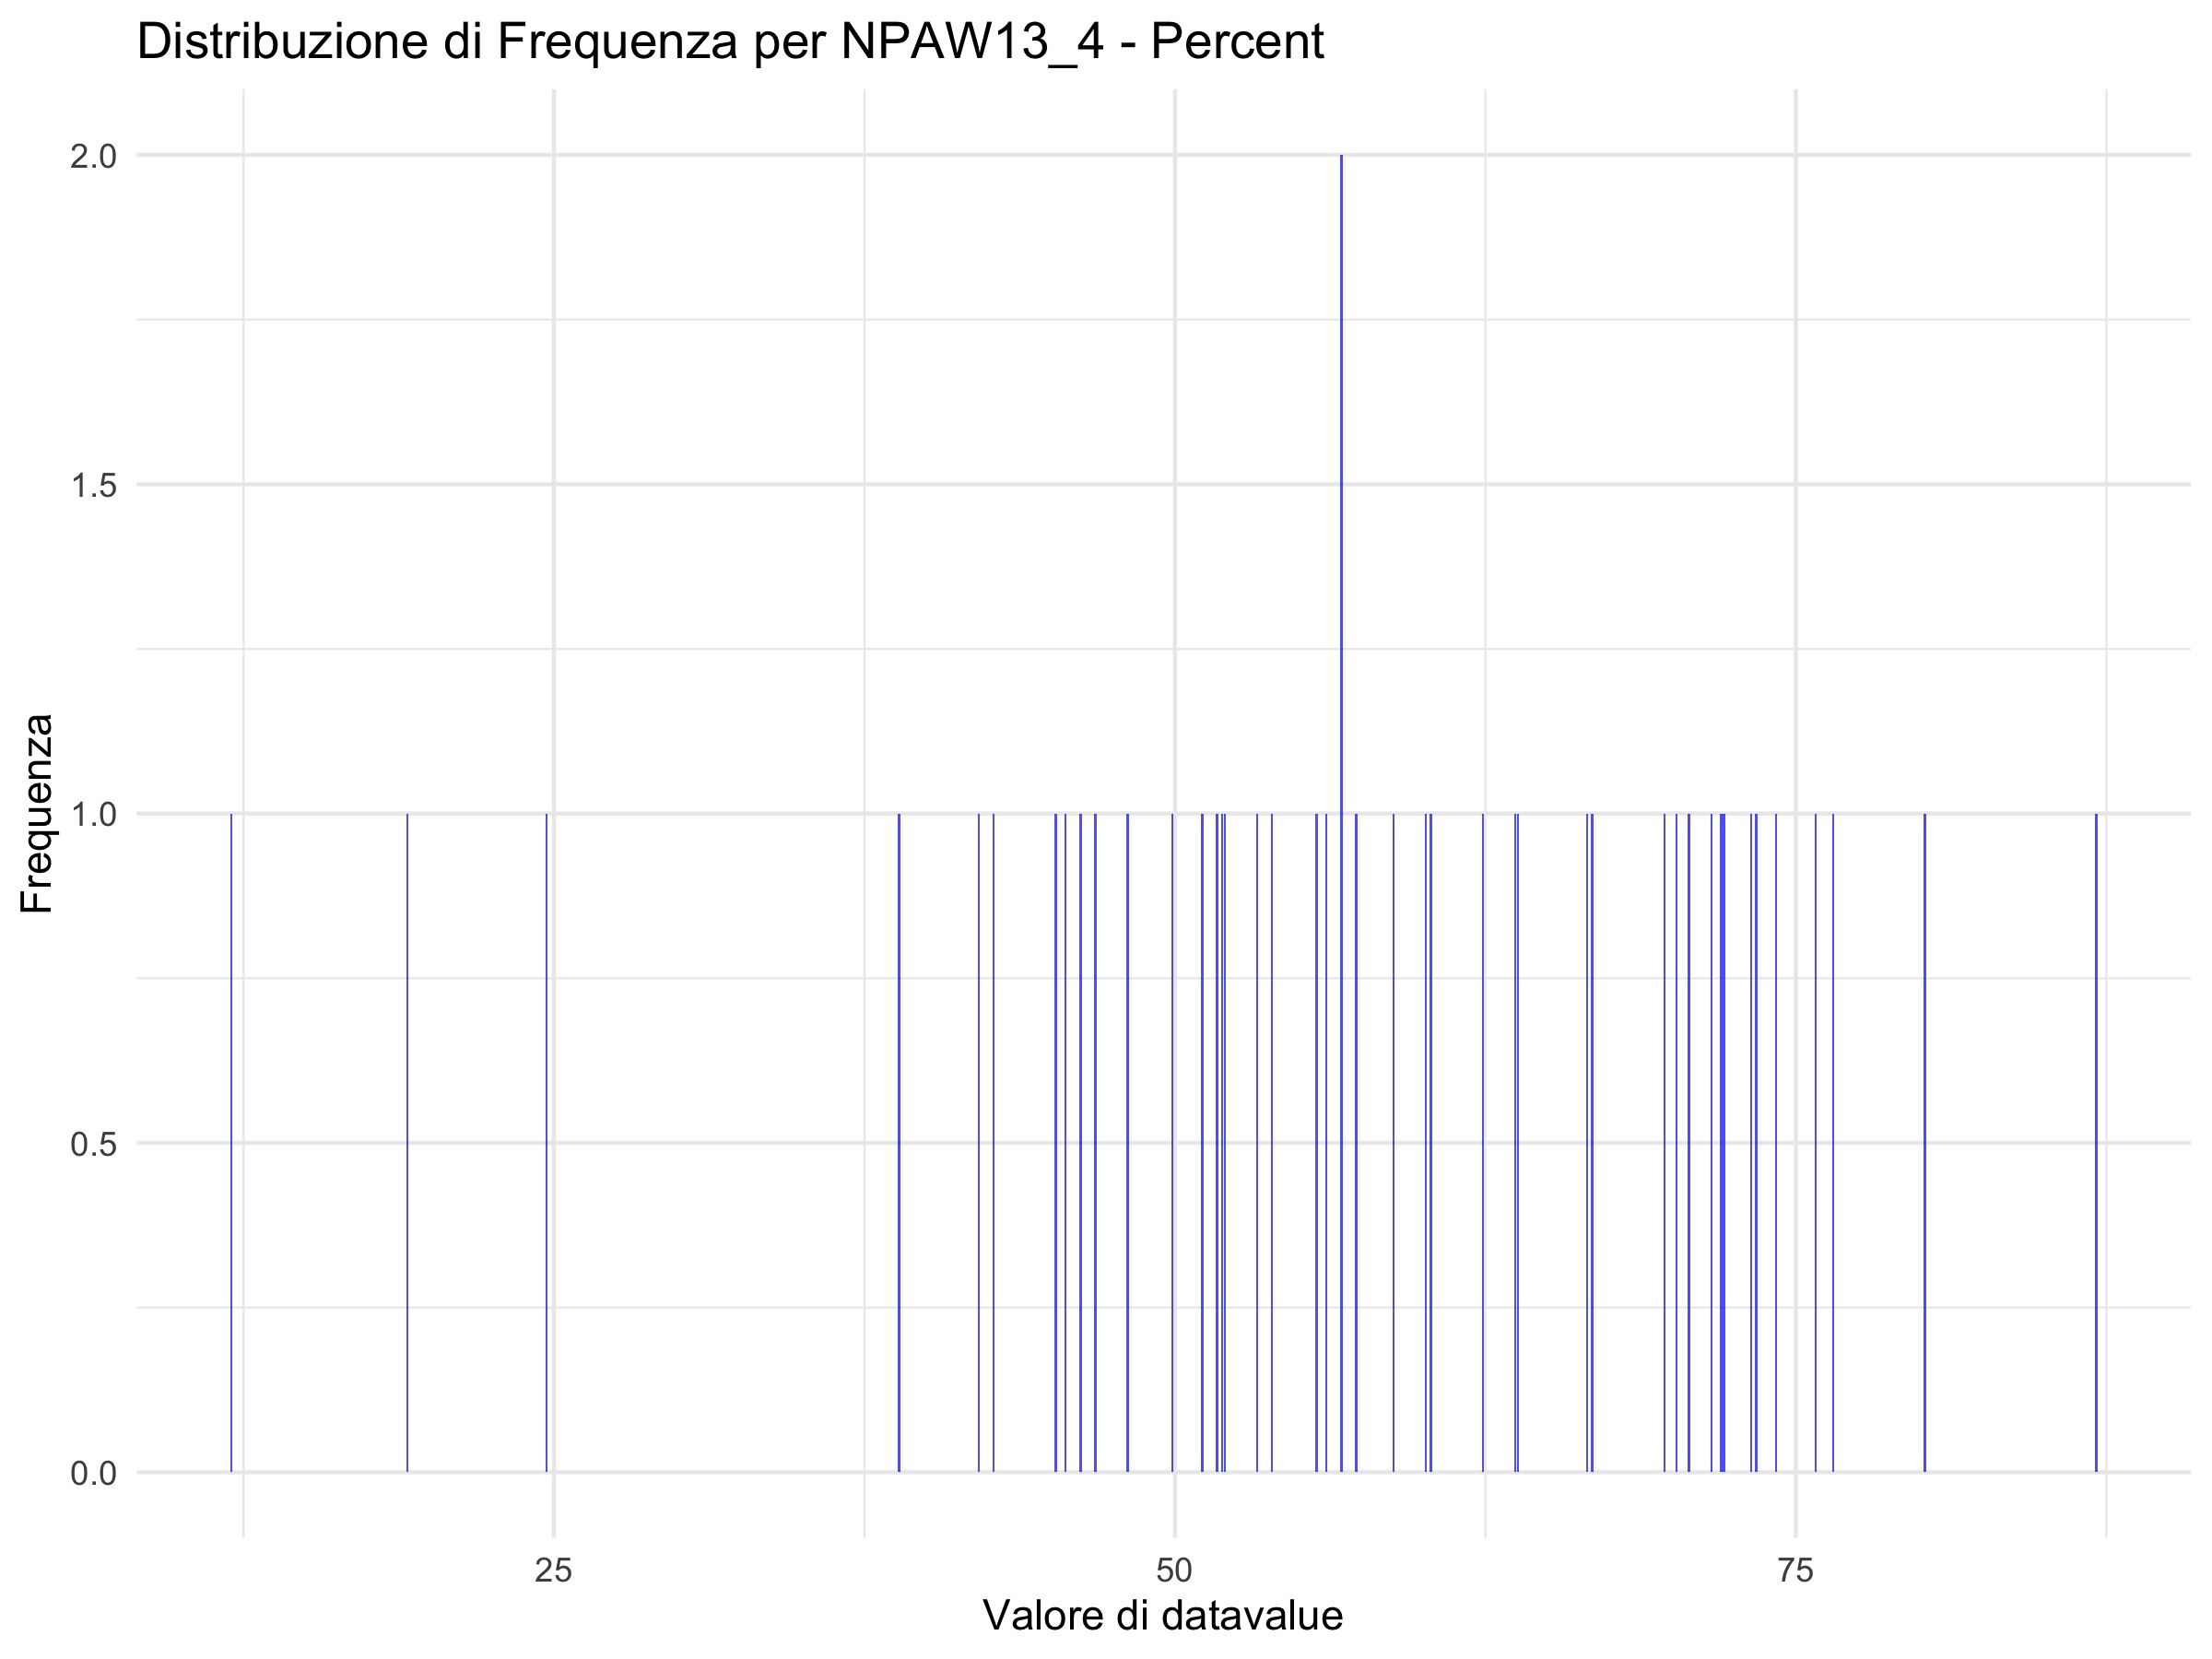 Distribuzione di Frequenza per NPAW13_4 - Percent
2.0
1.5
1.0
0.5
0.0
Frequenza
25
50
75
Valore di datavalue